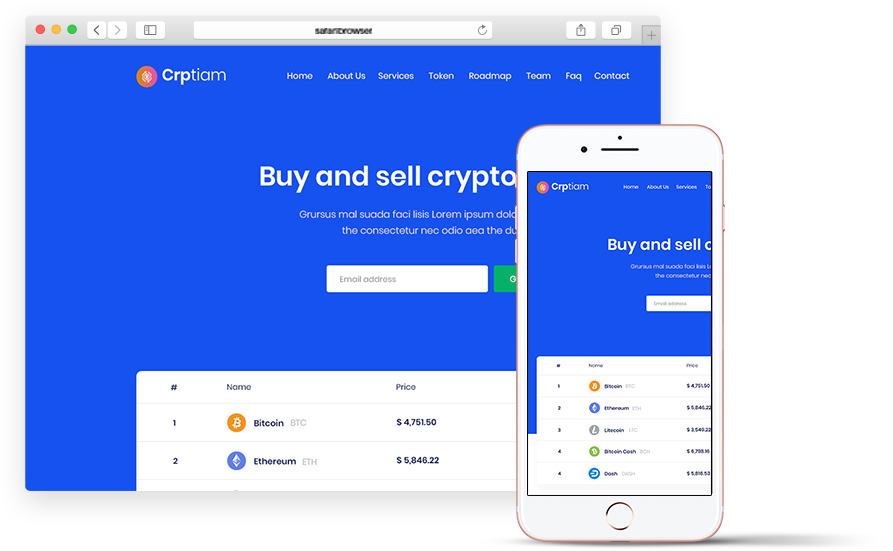 safaribrowser
Crptiam
Home About Us Services Token Roadmap Team Faq Contact
Buy and sell crypto
Grursus mal suada faci lisis Lorem ipsum dolo
the consectetur nec odio aea the du
Email address
G
# Name Price
1 Bitcoin BTC $ 4,751.50
2 Ethereum ETH $ 5,846.22
Crptiam
Home About Us Services To
Buy and sell c
Grursus mal suada faci lisis Lo
the consectetur nec
Email address
# Name Price
1 Bitcoin BTC $ 4,751.50
2 Ethereum ETH $ 5,846.22
3 Litecoin LTC $ 3,549.22
4 Bitcoin Cash BCH $ 6,788.16
4 Dash DASH $ 5,816.53